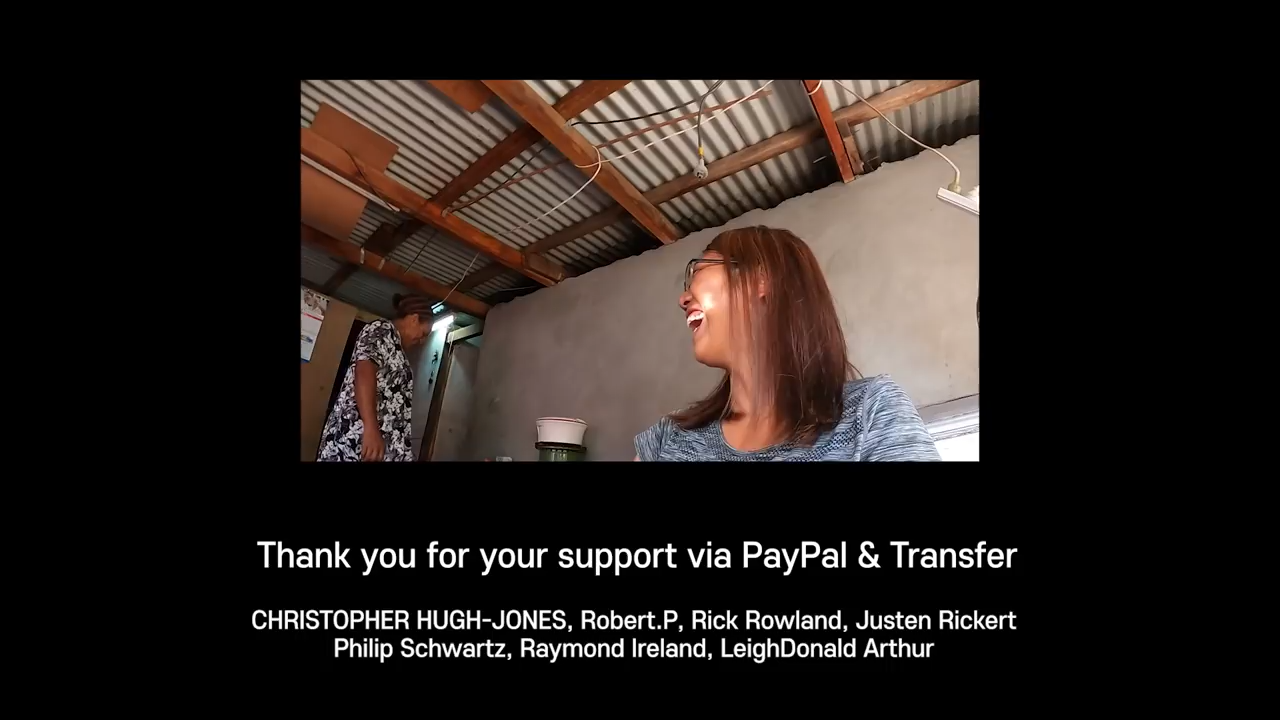 Thank you for your support via PayPal & Transfer
CHRISTOPHER HUGH-JONES, Robert.P, Rick Rowland, Justen Rickert
Philip Schwartz, Raymond Ireland, LeighDonald Arthur